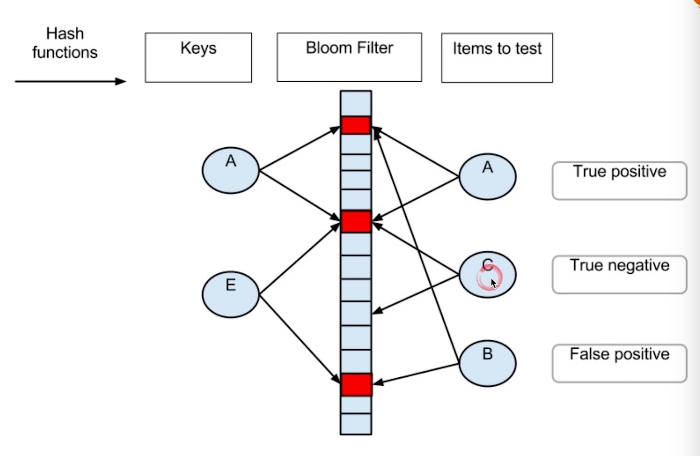 Hash
functions
Keys
Bloom Filter
Items to test
A
A
True positive
C
True negative
E
B
False positive